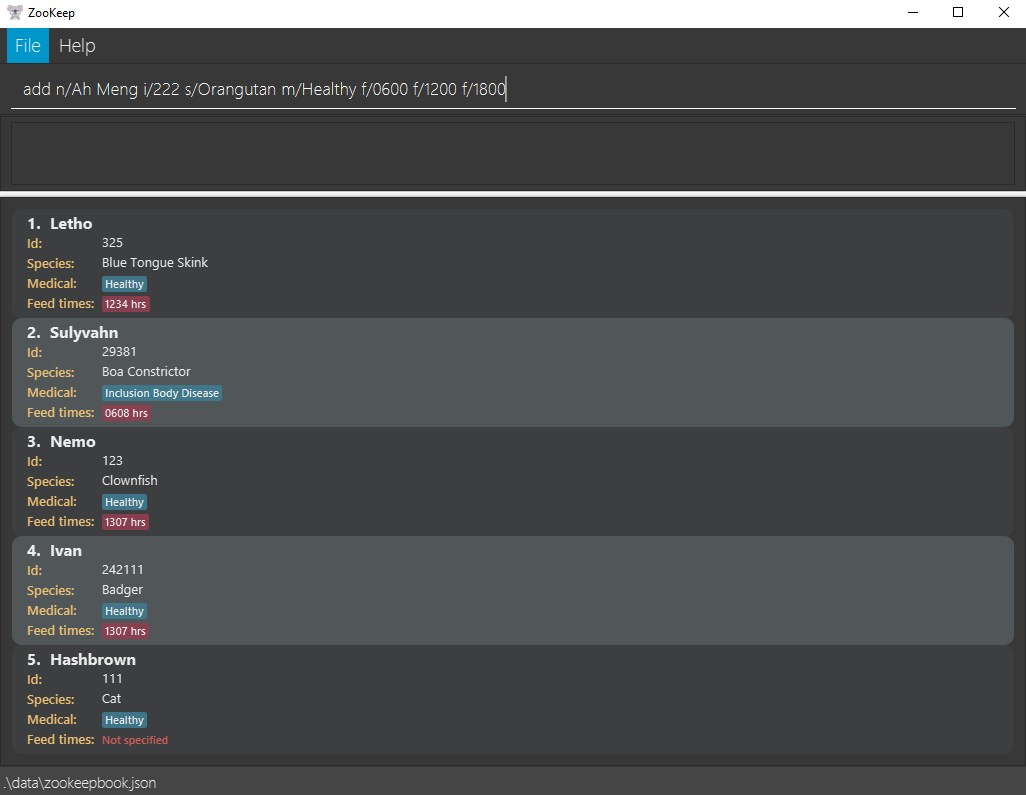 ZooKeep
File Help
add n/Ah Meng i/222 s/Orangutan m/Healthy f/0600 f/1200 f/1800
1. Letho
Id: 325
Species: Blue Tongue Skink
Medical: Healthy
Feed times: 1234 hrs
2. Sulyvahn
Id: 29381
Species: Boa Constrictor
Medical: Inclusion Body Disease
Feed times: 0608 hrs
3. Nemo
Id: 123
Species: Clownfish
Medical: Healthy
Feed times: 1307 hrs
4. Ivan
Id: 242111
Species: Badger
Medical: Healthy
Feed times: 1307 hrs
5. Hashbrown
Id: 111
Species: Cat
Medical: Healthy
Feed times: Not specified
.\data\zookeepbook.json